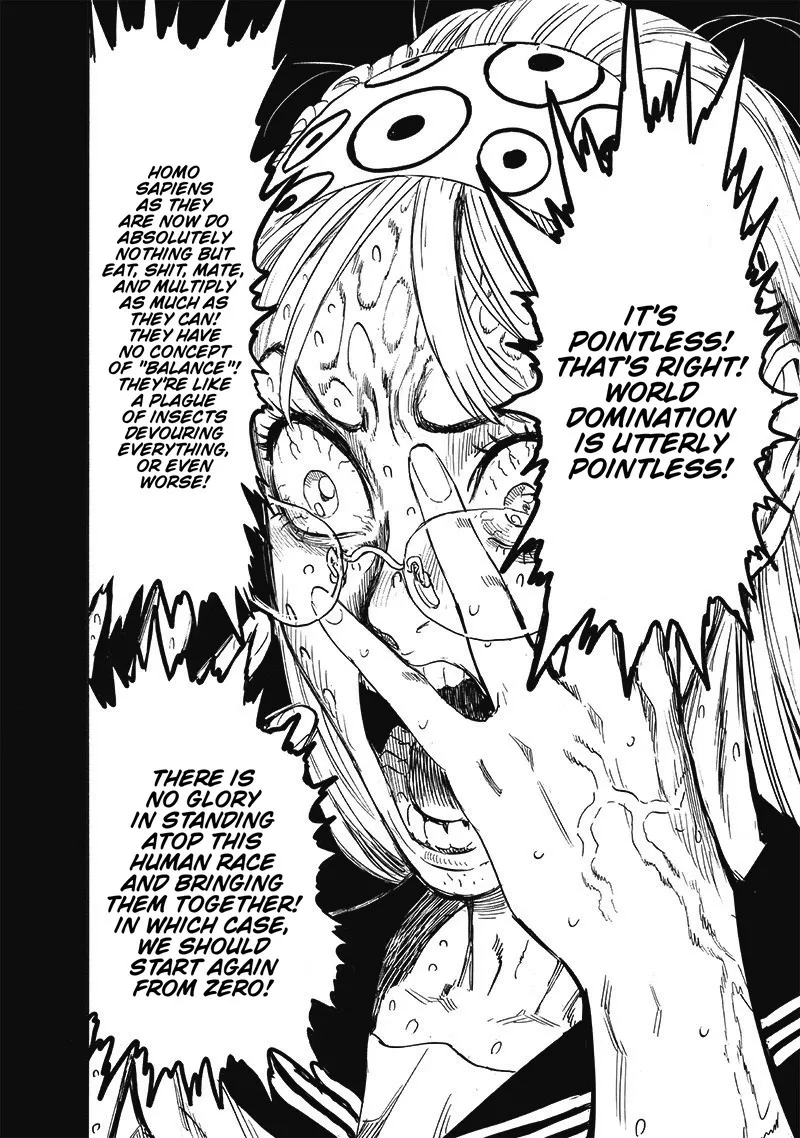 IT'S
POINTLESS!
THAT'S RIGHT!
WORLD
DOMINATION
IS UTTERLY
POINTLESS!
HOMO
SAPIENS
AS THEY
ARE NOW DO
ABSOLUTELY
NOTHING BUT
EAT, SHIT, MATE,
AND MULTIPLY
AS MUCH AS
THEY CAN!
THEY HAVE
NO CONCEPT
OF "BALANCE"!
THEY'RE LIKE
A PLAGUE
OF INSECTS
DEVOURING
EVERYTHING,
OR EVEN
WORSE!
THERE IS
NO GLORY
IN STANDING
ATOP THIS
HUMAN RACE
AND BRINGING
THEM TOGETHER!
IN WHICH CASE,
WE SHOULD
START AGAIN
FROM ZERO!